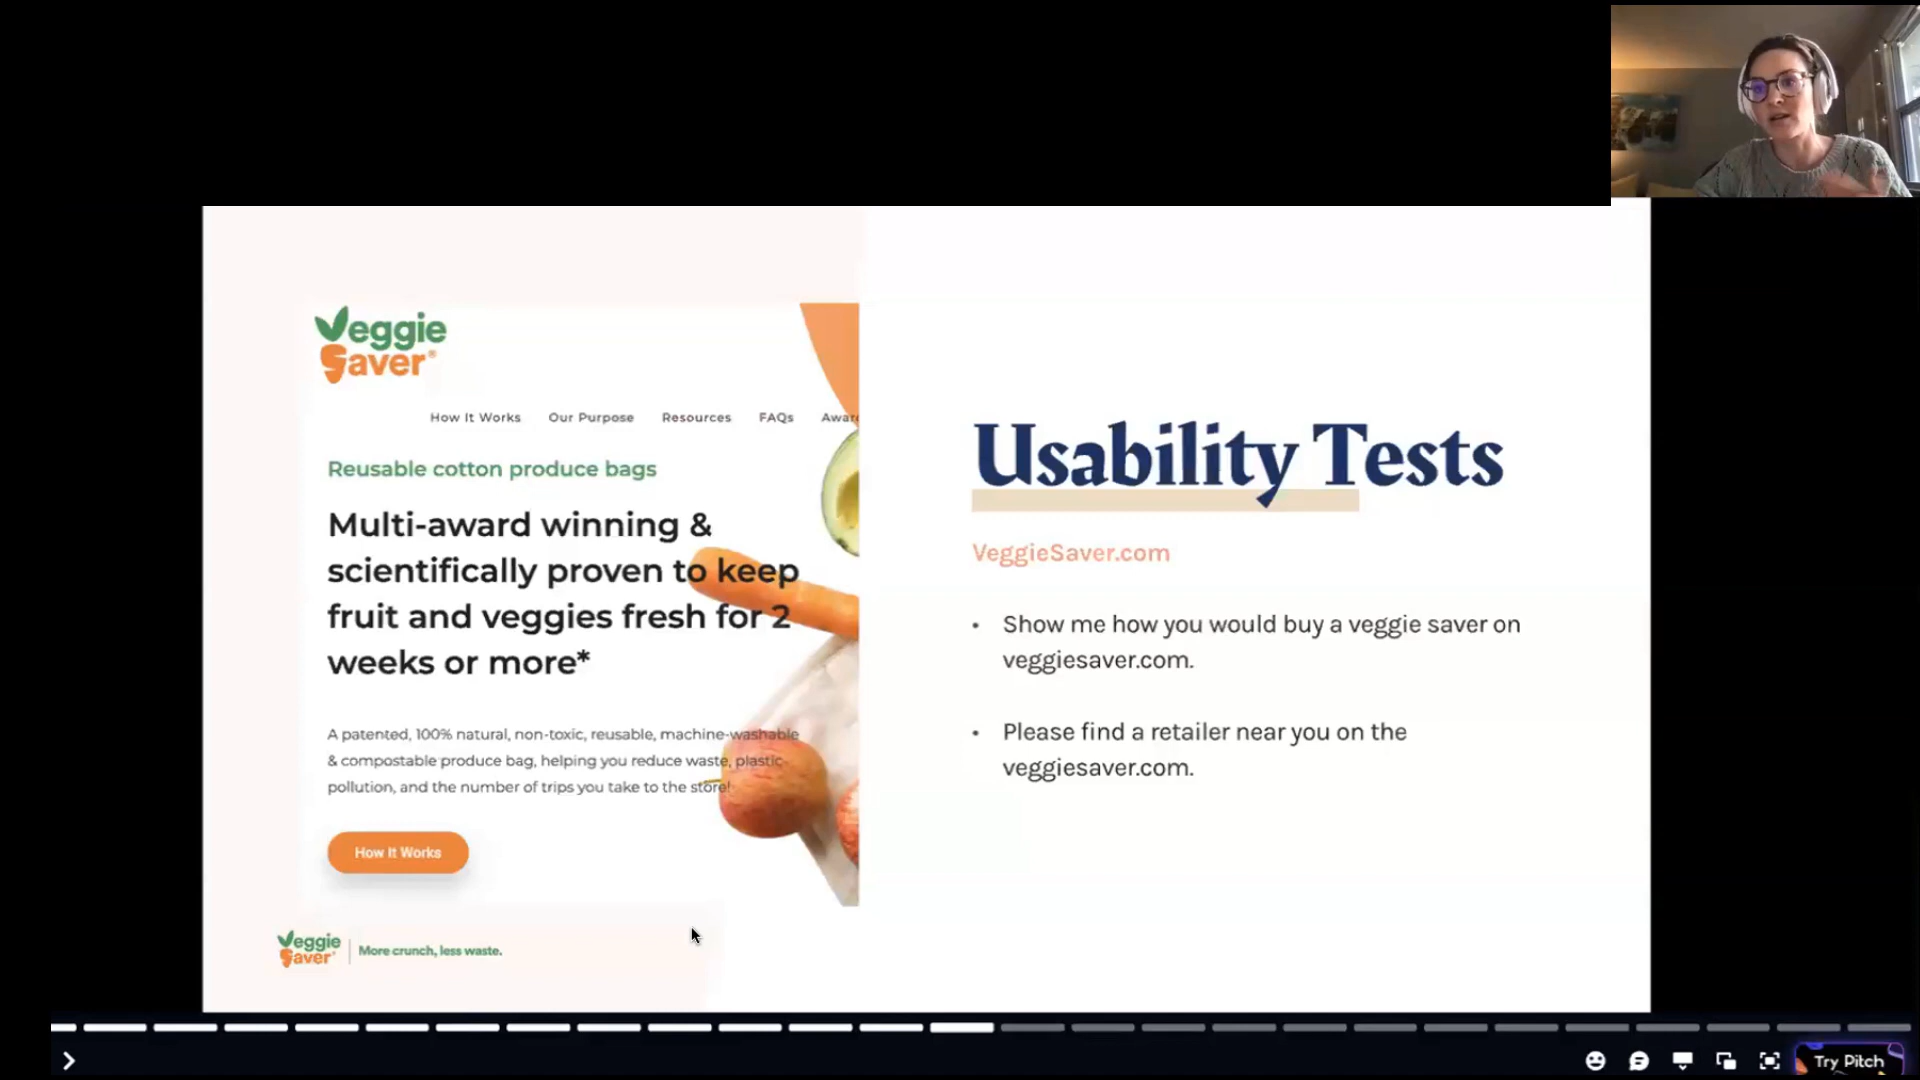 Veggie
Saver®
How It Works Our Purpose Resources FAQs Awar
Reusable cotton produce bags
Multi-award winning &
scientifically proven to keep
fruit and veggies fresh for 2
weeks or more*
A patented, 100% natural, non-toxic, reusable, machine-washable
& compostable produce bag, helping you reduce waste, plastic
pollution, and the number of trips you take to the store!
How It Works
Veggie
Saver
More crunch, less waste.
Usability Tests
VeggieSaver.com
• Show me how you would buy a veggie saver on
veggiesaver.com.
• Please find a retailer near you on the
veggiesaver.com.
Try Pitch